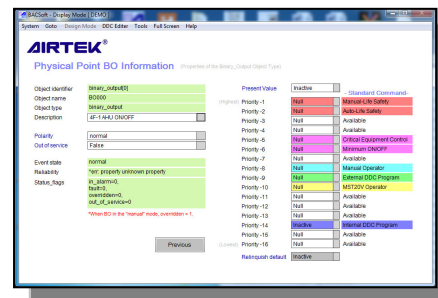 BACSoft - Display Mode [ DEMO ]
System Goto Design Mode DDC Editor Tools Full Screen Help
AIRTEK®
Physical Point BO Information (Properties of the Binary_Output Object Type)
Object identifier binary_output[0]
Object name BO000
Object type binary_output
Description 4F-1 AHU ON/OFF
Polarity normal
Out of service False
Event state normal
Reliability *err: property unknown property
Status_flags in_alarm=0,
fault=0,
overridden=0,
out_of_service=0
*When BO in the "manual" mode, overridden = 1.
Previous
Present Value Inactive - Standard Command-
(Highest) Priority -1 Null Manual-Life Safety
Priority -2 Null Auto-Life Safety
Priority -3 Null Available
Priority -4 Null Available
Priority -5 Null Critical Equipment Control
Priority -6 Null Minimum ON/OFF
Priority -7 Null Available
Priority -8 Null Manual Operator
Priority -9 Null External DDC Program
Priority -10 Null MST20V Operator
Priority -11 Null Available
Priority -12 Null Available
Priority -13 Null Available
Priority -14 Inactive Internal DDC Program
Priority -15 Null Available
(Lowest) Priority -16 Null Available
Relinquish default Inactive